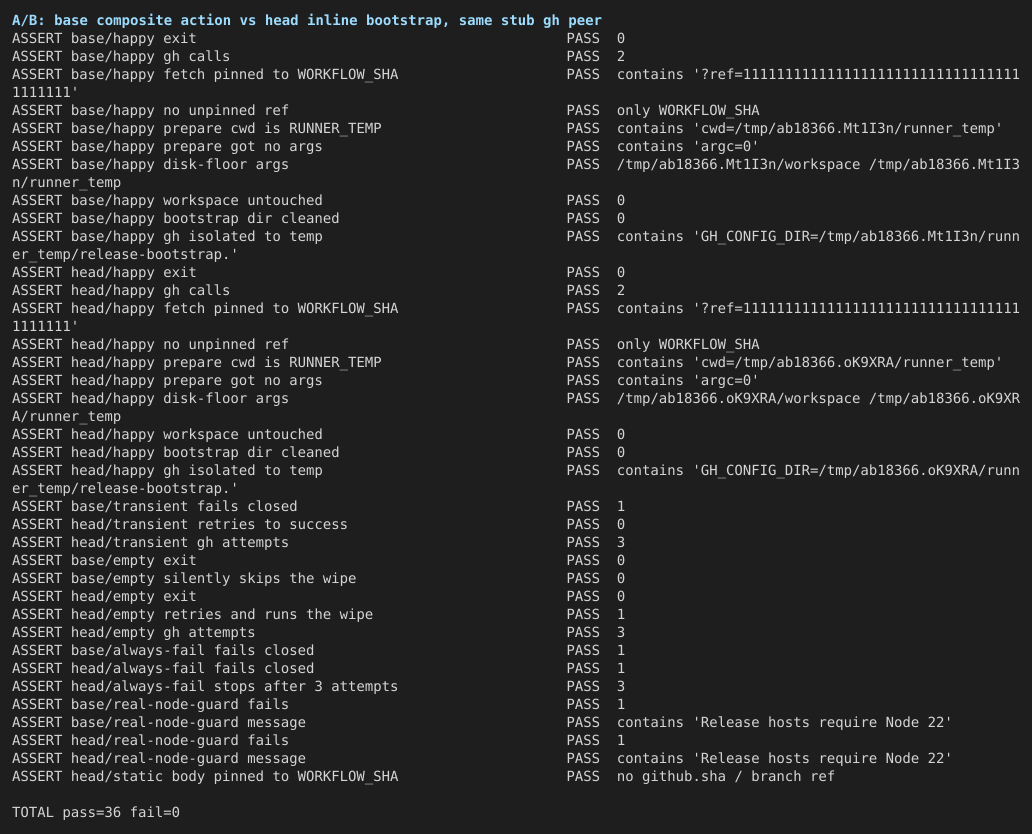 A/B: base composite action vs head inline bootstrap, same stub gh peer
ASSERT base/happy exit PASS 0
ASSERT base/happy gh calls PASS 2
ASSERT base/happy fetch pinned to WORKFLOW_SHA PASS contains '?ref=111111111111111111111111111111111
1111111'
ASSERT base/happy no unpinned ref PASS only WORKFLOW_SHA
ASSERT base/happy prepare cwd is RUNNER_TEMP PASS contains 'cwd=/tmp/ab18366.Mt1I3n/runner_temp'
ASSERT base/happy prepare got no args PASS contains 'argc=0'
ASSERT base/happy disk-floor args PASS /tmp/ab18366.Mt1I3n/workspace /tmp/ab18366.Mt1I3
n/runner_temp
ASSERT base/happy workspace untouched PASS 0
ASSERT base/happy bootstrap dir cleaned PASS 0
ASSERT base/happy gh isolated to temp PASS contains 'GH_CONFIG_DIR=/tmp/ab18366.Mt1I3n/runn
er_temp/release-bootstrap.'
ASSERT head/happy exit PASS 0
ASSERT head/happy gh calls PASS 2
ASSERT head/happy fetch pinned to WORKFLOW_SHA PASS contains '?ref=111111111111111111111111111111111
1111111'
ASSERT head/happy no unpinned ref PASS only WORKFLOW_SHA
ASSERT head/happy prepare cwd is RUNNER_TEMP PASS contains 'cwd=/tmp/ab18366.oK9XRA/runner_temp'
ASSERT head/happy prepare got no args PASS contains 'argc=0'
ASSERT head/happy disk-floor args PASS /tmp/ab18366.oK9XRA/workspace /tmp/ab18366.oK9XR
A/runner_temp
ASSERT head/happy workspace untouched PASS 0
ASSERT head/happy bootstrap dir cleaned PASS 0
ASSERT head/happy gh isolated to temp PASS contains 'GH_CONFIG_DIR=/tmp/ab18366.oK9XRA/runn
er_temp/release-bootstrap.'
ASSERT base/transient fails closed PASS 1
ASSERT head/transient retries to success PASS 0
ASSERT head/transient gh attempts PASS 3
ASSERT base/empty exit PASS 0
ASSERT base/empty silently skips the wipe PASS 0
ASSERT head/empty exit PASS 0
ASSERT head/empty retries and runs the wipe PASS 1
ASSERT head/empty gh attempts PASS 3
ASSERT base/always-fail fails closed PASS 1
ASSERT head/always-fail fails closed PASS 1
ASSERT head/always-fail stops after 3 attempts PASS 3
ASSERT base/real-node-guard fails PASS 1
ASSERT base/real-node-guard message PASS contains 'Release hosts require Node 22'
ASSERT head/real-node-guard fails PASS 1
ASSERT head/real-node-guard message PASS contains 'Release hosts require Node 22'
ASSERT head/static body pinned to WORKFLOW_SHA PASS no github.sha / branch ref
TOTAL pass=36 fail=0